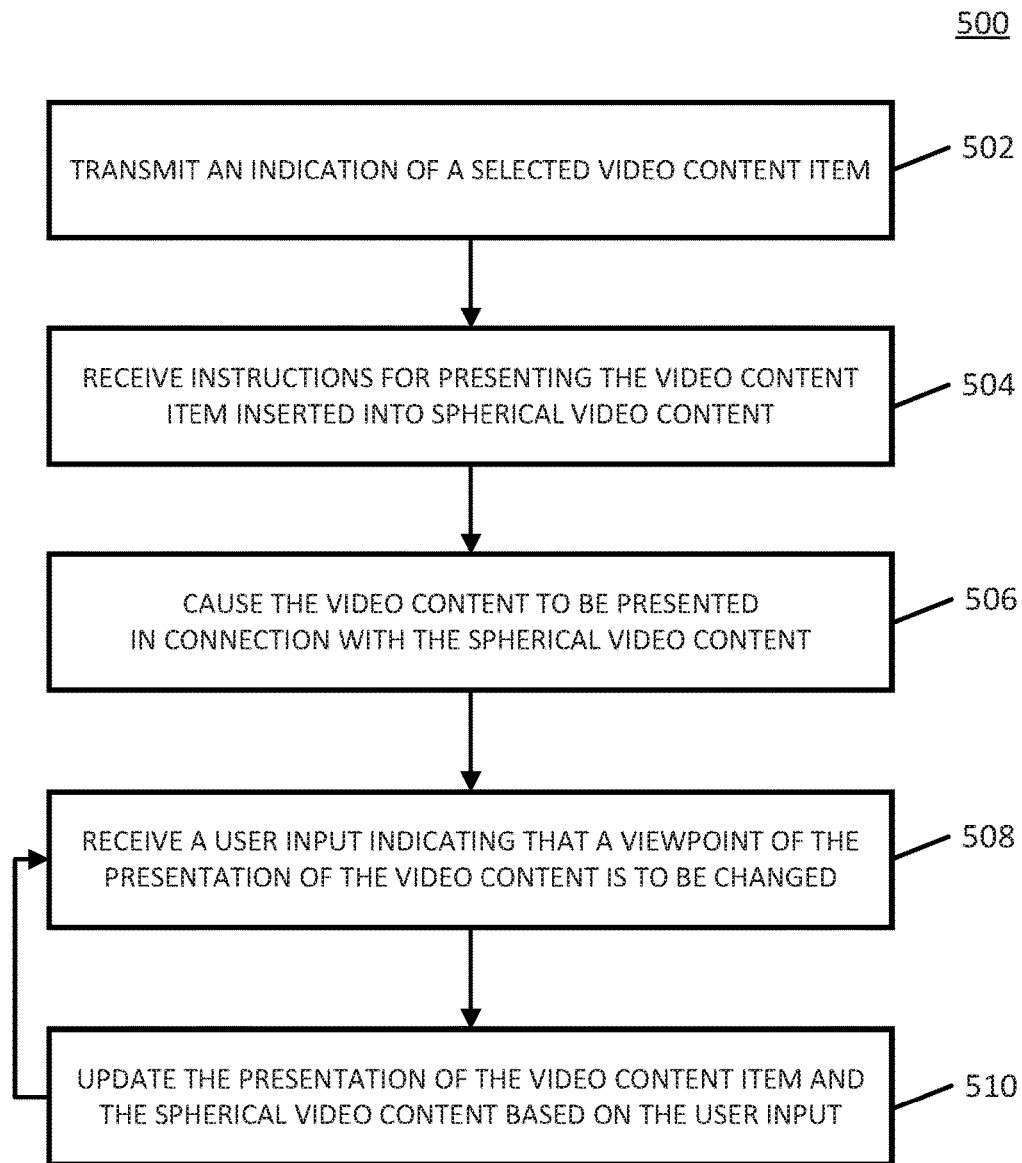 500
TRANSMIT AN INDICATION OF A SELECTED VIDEO CONTENT ITEM
502
RECEIVE INSTRUCTIONS FOR PRESENTING THE VIDEO CONTENT
ITEM INSERTED INTO SPHERICAL VIDEO CONTENT
504
CAUSE THE VIDEO CONTENT TO BE PRESENTED
IN CONNECTION WITH THE SPHERICAL VIDEO CONTENT
506
RECEIVE A USER INPUT INDICATING THAT A VIEWPOINT OF THE
PRESENTATION OF THE VIDEO CONTENT IS TO BE CHANGED
508
UPDATE THE PRESENTATION OF THE VIDEO CONTENT ITEM AND
THE SPHERICAL VIDEO CONTENT BASED ON THE USER INPUT
510